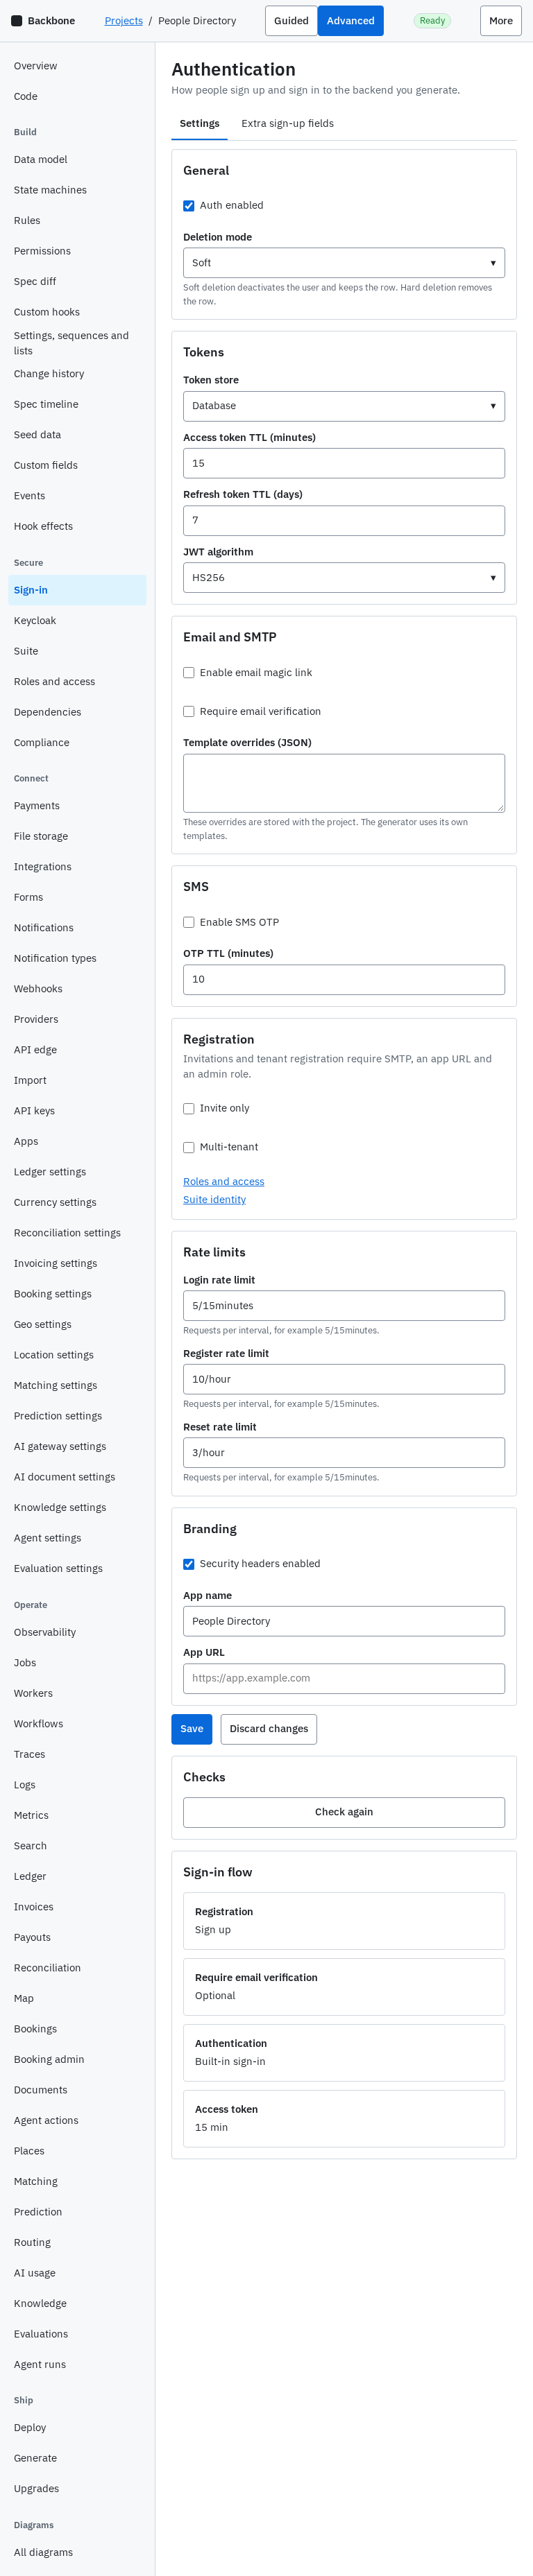 Backbone
Projects / People Directory
Guided
Advanced
Ready
More
Overview
Code
Build
Data model
State machines
Rules
Permissions
Spec diff
Custom hooks
Settings, sequences and
lists
Change history
Spec timeline
Seed data
Custom fields
Events
Hook effects
Secure
Sign-in
Keycloak
Suite
Roles and access
Dependencies
Compliance
Connect
Payments
File storage
Integrations
Forms
Notifications
Notification types
Webhooks
Providers
API edge
Import
API keys
Apps
Ledger settings
Currency settings
Reconciliation settings
Invoicing settings
Booking settings
Geo settings
Location settings
Matching settings
Prediction settings
AI gateway settings
AI document settings
Knowledge settings
Agent settings
Evaluation settings
Operate
Observability
Jobs
Workers
Workflows
Traces
Logs
Metrics
Search
Ledger
Invoices
Payouts
Reconciliation
Map
Bookings
Booking admin
Documents
Agent actions
Places
Matching
Prediction
Routing
AI usage
Knowledge
Evaluations
Agent runs
Ship
Deploy
Generate
Upgrades
Diagrams
All diagrams
Authentication
How people sign up and sign in to the backend you generate.
Settings
Extra sign-up fields
General
Auth enabled
Deletion mode
Soft
Soft deletion deactivates the user and keeps the row. Hard deletion removes
the row.
Tokens
Token store
Database
Access token TTL (minutes)
15
Refresh token TTL (days)
7
JWT algorithm
HS256
Email and SMTP
Enable email magic link
Require email verification
Template overrides (JSON)
These overrides are stored with the project. The generator uses its own
templates.
SMS
Enable SMS OTP
OTP TTL (minutes)
10
Registration
Invitations and tenant registration require SMTP, an app URL and
an admin role.
Invite only
Multi-tenant
Roles and access
Suite identity
Rate limits
Login rate limit
5/15minutes
Requests per interval, for example 5/15minutes.
Register rate limit
10/hour
Requests per interval, for example 5/15minutes.
Reset rate limit
3/hour
Requests per interval, for example 5/15minutes.
Branding
Security headers enabled
App name
People Directory
App URL
https://app.example.com
Save
Discard changes
Checks
Check again
Sign-in flow
Registration
Sign up
Require email verification
Optional
Authentication
Built-in sign-in
Access token
15 min